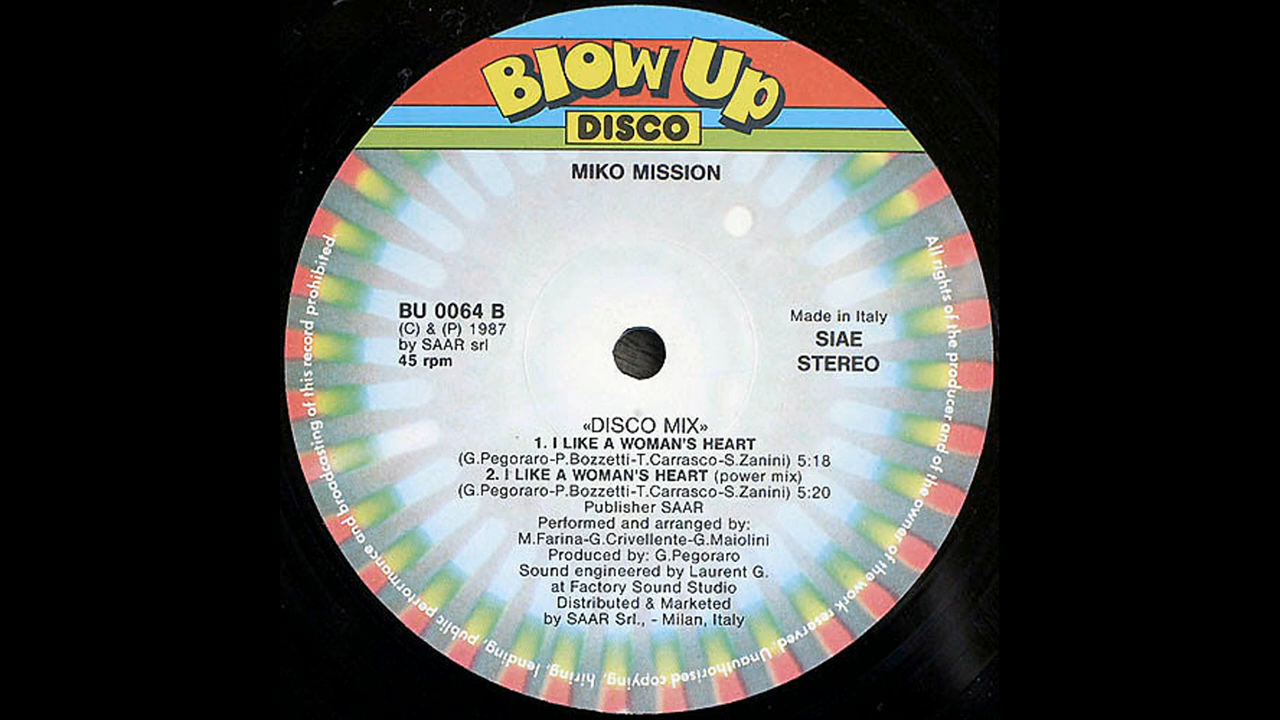 Blow Up
DISCO
MIKO MISSION
BU 0064 B
(C) & (P) 1987
by SAAR srl
45 rpm
Made in Italy
SIAE
STEREO
«DISCO MIX»
1. I LIKE A WOMAN'S HEART
(G.Pegoraro-P.Bozzetti-T.Carrasco-S.Zanini) 5:18
2. I LIKE A WOMAN'S HEART (power mix)
(G.Pegoraro-P.Bozzetti-T.Carrasco-S.Zanini) 5:20
Publisher SAAR
Performed and arranged by:
M.Farina-G.Crivellente-G.Maiolini
Produced by: G.Pegoraro
Sound engineered by Laurent G.
at Factory Sound Studio
Distributed & Marketed
by SAAR Srl., - Milan, Italy
All rights of the producer and of the owner of the work reserved. Unauthorised copying, hiring, lending, public performance and broadcasting of this record prohibited.